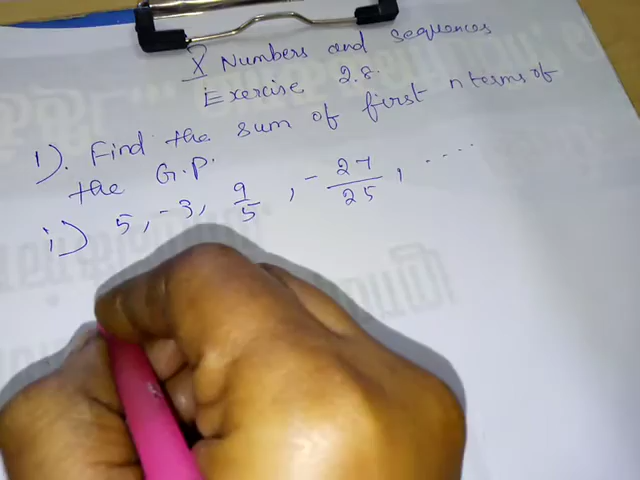 X Numbers and sequences
Exercise 2.8.
1). Find the sum of first n terms of
the G.P.
i) 5, -3, 9/5, -27/25, ....